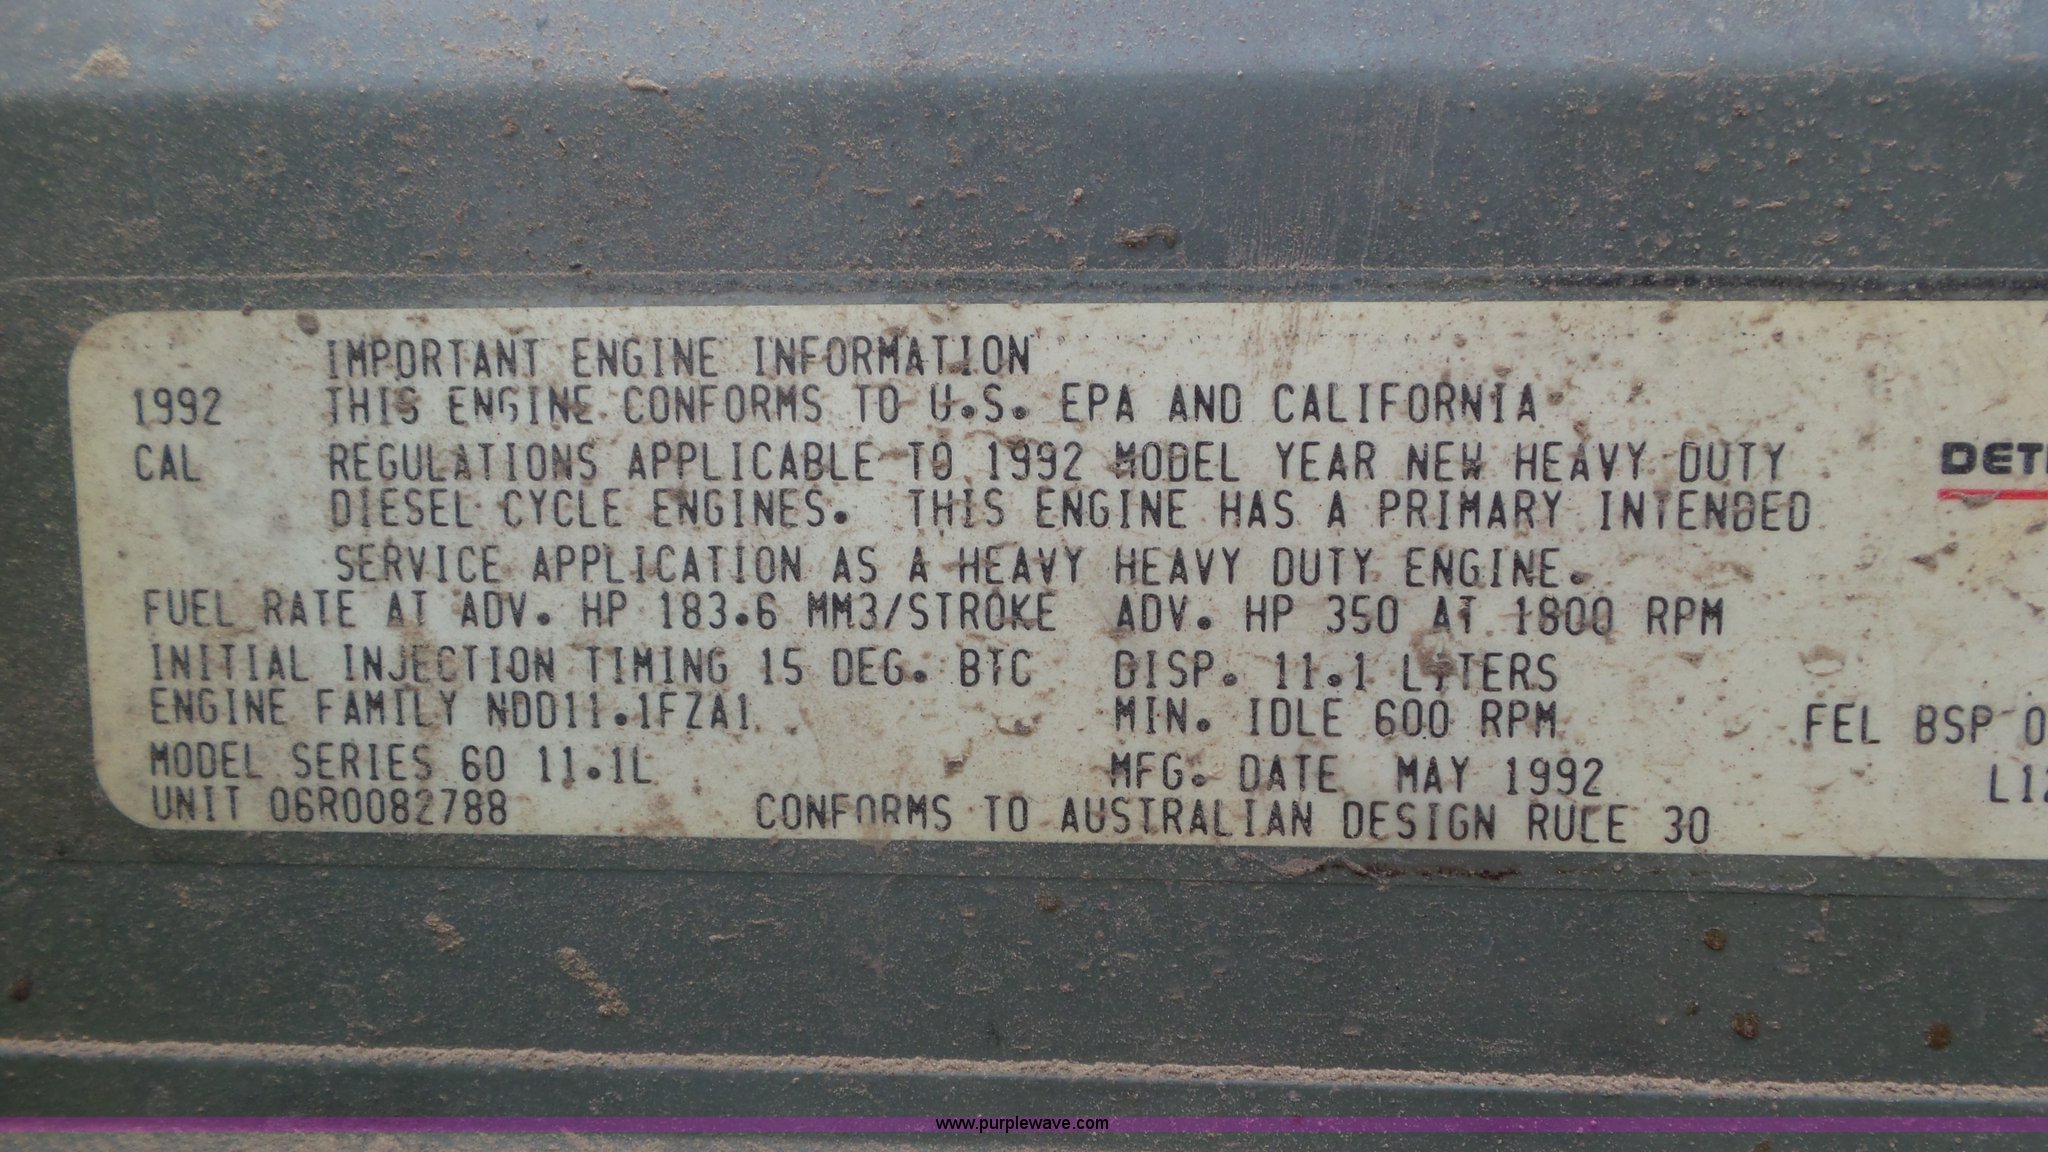 IMPORTANT ENGINE INFORMATION
1992 THIS ENGINE CONFORMS TO U.S. EPA AND CALIFORNIA
CAL REGULATIONS APPLICABLE TO 1992 MODEL YEAR NEW HEAVY DUTY
DIESEL CYCLE ENGINES. THIS ENGINE HAS A PRIMARY INTENDED
SERVICE APPLICATION AS A HEAVY HEAVY DUTY ENGINE.
FUEL RATE AT ADV. HP 183.6 MM3/STROKE ADV. HP 350 AT 1800 RPM
INITIAL INJECTION TIMING 15 DEG. BTC DISP. 11.1 LITERS
ENGINE FAMILY NDD11.1FZA1 MIN. IDLE 600 RPM FEL BSP
MODEL SERIES 60 11.1L MFG. DATE MAY 1992
UNIT 06R0082788 CONFORMS TO AUSTRALIAN DESIGN RULE 30
www.purplewave.com